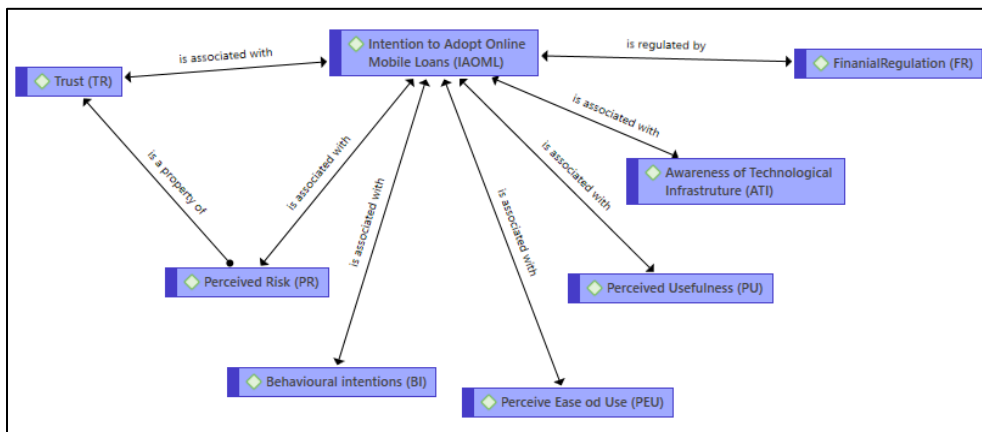 Intention to Adopt Online
Mobile Loans (IAOML)
is associated with
is regulated by
Trust (TR)
FinanialRegulation (FR)
is associated with
Awareness of Technological
Infrastruture (ATI)
is a property of
is associated with
is associated with
is associated with
is associated with
Perceived Risk (PR)
Perceived Usefulness (PU)
Behavioural intentions (BI)
Perceive Ease od Use (PEU)